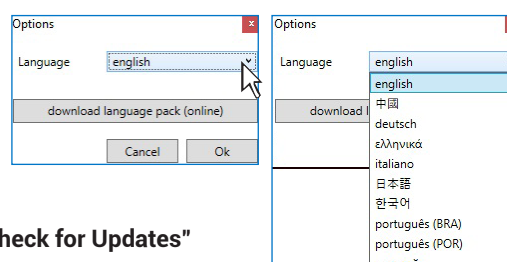 Options
x
Language
english
download language pack (online)
Cancel
Ok
Options
Language
english
download
english
中國
deutsch
ελληνικά
italiano
日本語
한국어
português (BRA)
português (POR)
heck for Updates"